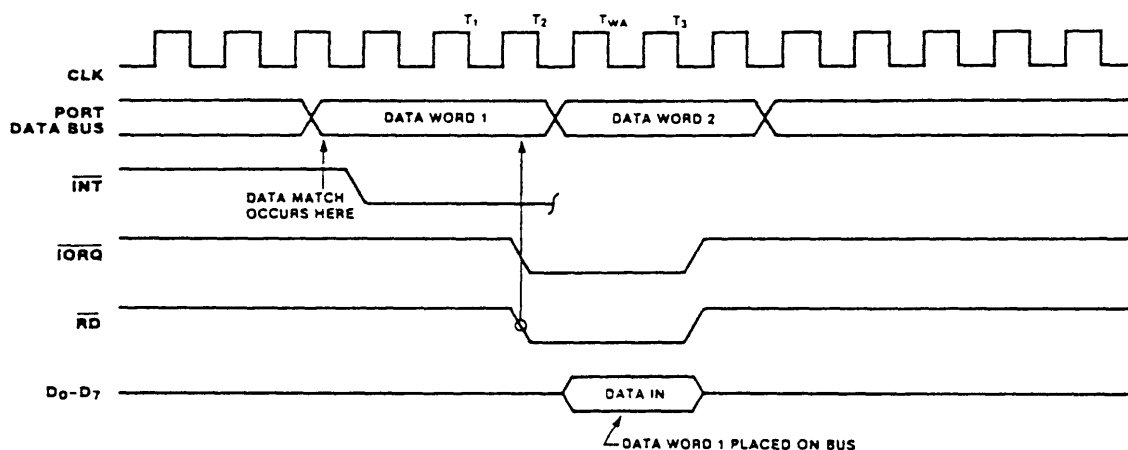 T₁ T₂ TWA T₃
CLK
PORT
DATA BUS
DATA WORD 1 DATA WORD 2
INT
DATA MATCH
OCCURS HERE
IORQ
RD
D₀-D₇
DATA IN
DATA WORD 1 PLACED ON BUS